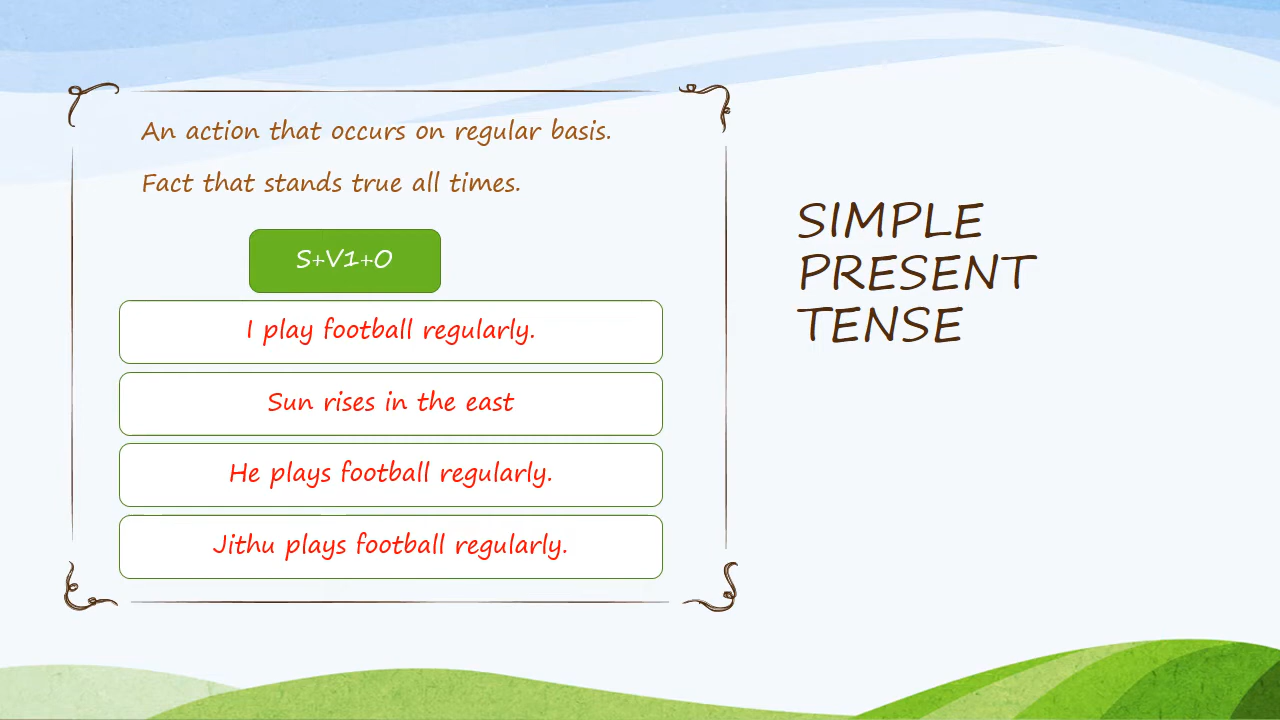 An action that occurs on regular basis.
Fact that stands true all times.
S+V1+O
I play football regularly.
Sun rises in the east
He plays football regularly.
Jithu plays football regularly.
SIMPLE
PRESENT
TENSE